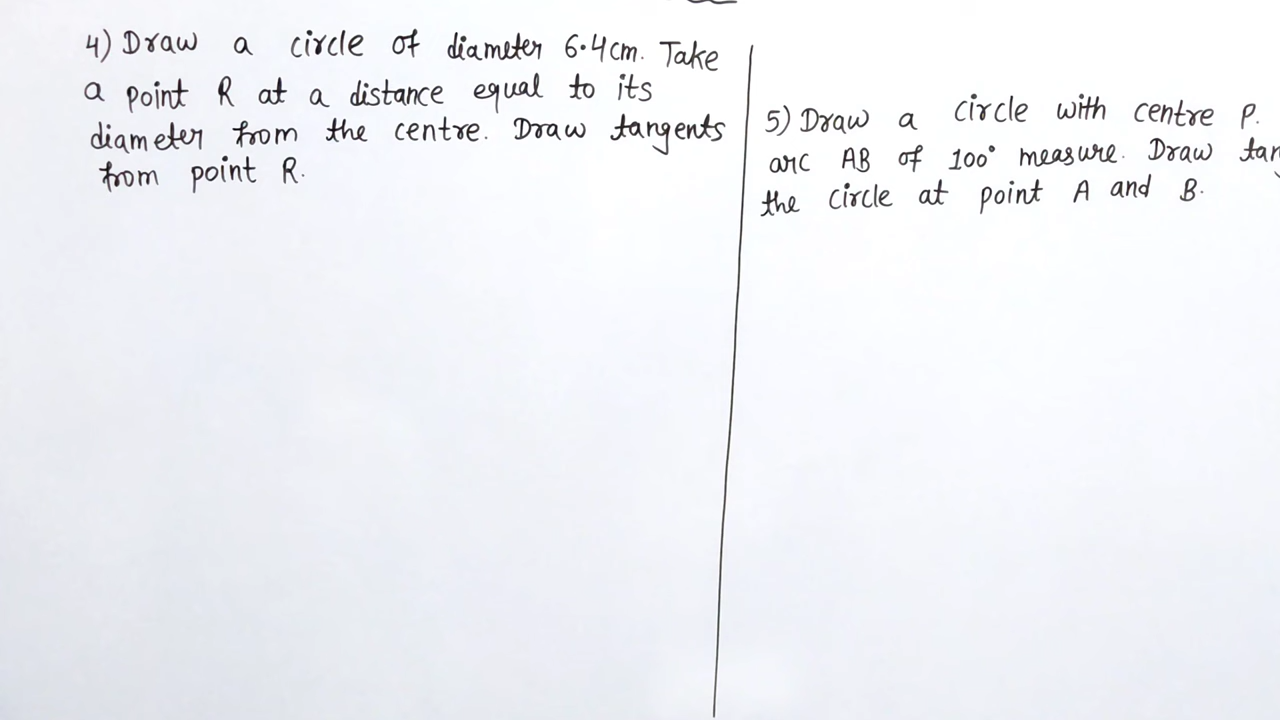 4) Draw a circle of diameter 6.4cm. Take
a point R at a distance equal to its
diameter from the centre. Draw tangents
from point R.
5) Draw a circle with centre P.
arc AB of 100° measure. Draw
the circle at point A and B.